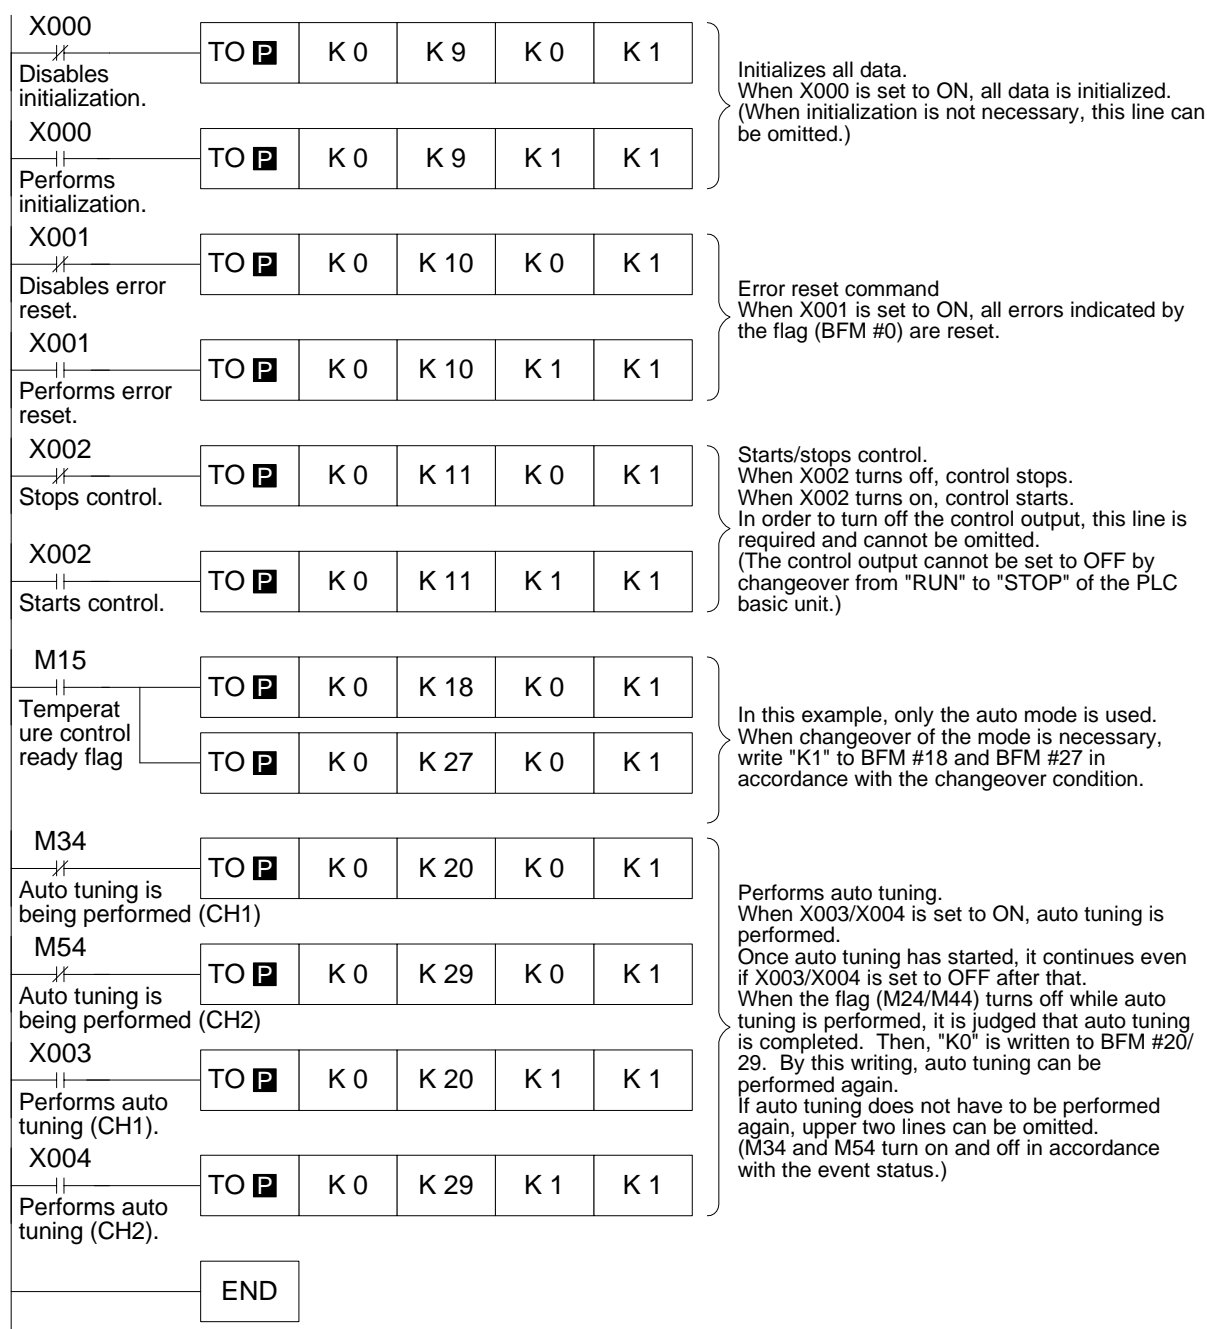 X000
TO P K 0 K 9 K 0 K 1
Disables
initialization.
X000
TO P K 0 K 9 K 1 K 1
Performs
initialization.
Initializes all data.
When X000 is set to ON, all data is initialized.
(When initialization is not necessary, this line can
be omitted.)
X001
TO P K 0 K 10 K 0 K 1
Disables error
reset.
X001
TO P K 0 K 10 K 1 K 1
Performs error
reset.
Error reset command
When X001 is set to ON, all errors indicated by
the flag (BFM #0) are reset.
X002
TO P K 0 K 11 K 0 K 1
Stops control.
X002
TO P K 0 K 11 K 1 K 1
Starts control.
Starts/stops control.
When X002 turns off, control stops.
When X002 turns on, control starts.
In order to turn off the control output, this line is
required and cannot be omitted.
(The control output cannot be set to OFF by
changeover from "RUN" to "STOP" of the PLC
basic unit.)
M15
TO P K 0 K 18 K 0 K 1
Temperat
ure control
ready flag
TO P K 0 K 27 K 0 K 1
In this example, only the auto mode is used.
When changeover of the mode is necessary,
write "K1" to BFM #18 and BFM #27 in
accordance with the changeover condition.
M34
TO P K 0 K 20 K 0 K 1
Auto tuning is
being performed (CH1)
M54
TO P K 0 K 29 K 0 K 1
Auto tuning is
being performed (CH2)
X003
TO P K 0 K 20 K 1 K 1
Performs auto
tuning (CH1).
X004
TO P K 0 K 29 K 1 K 1
Performs auto
tuning (CH2).
Performs auto tuning.
When X003/X004 is set to ON, auto tuning is
performed.
Once auto tuning has started, it continues even
if X003/X004 is set to OFF after that.
When the flag (M24/M44) turns off while auto
tuning is performed, it is judged that auto tuning
is completed. Then, "K0" is written to BFM #20/
29. By this writing, auto tuning can be
performed again.
If auto tuning does not have to be performed
again, upper two lines can be omitted.
(M34 and M54 turn on and off in accordance
with the event status.)
END